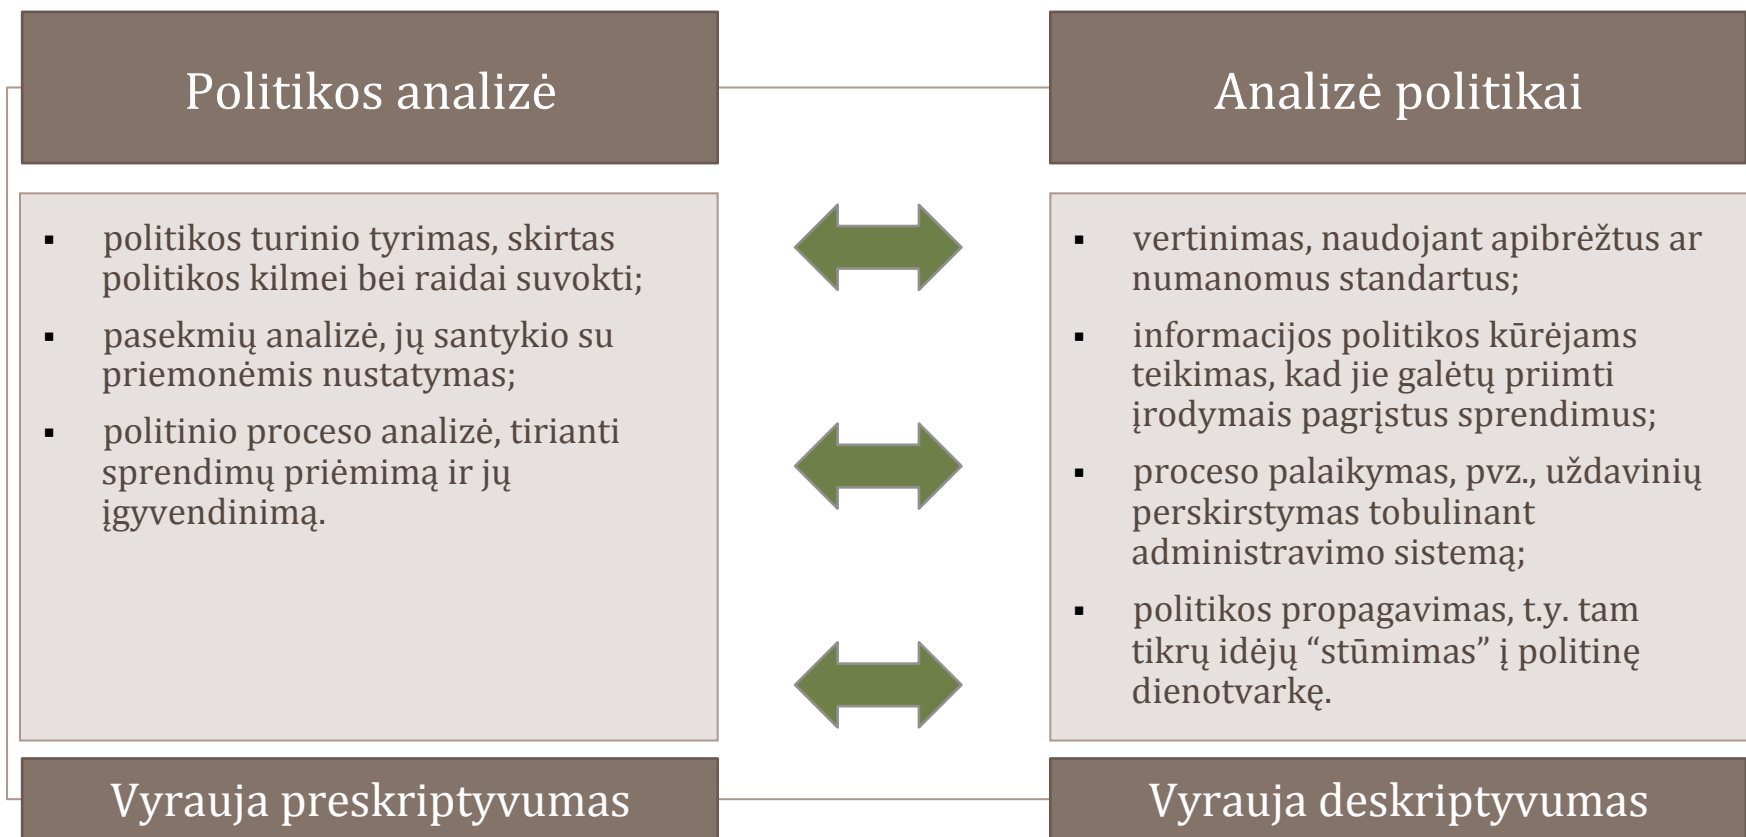 Politikos analizė
▪ politikos turinio tyrimas, skirtas
politikos kilmei bei raidai suvokti;
▪ pasekmių analizė, jų santykio su
priemonėmis nustatymas;
▪ politinio proceso analizė, tirianti
sprendimų priėmimą ir jų
įgyvendinimą.
Vyrauja preskriptyvumas
Analizė politikai
▪ vertinimas, naudojant apibrėžtus ar
numanomus standartus;
▪ informacijos politikos kūrėjams
teikimas, kad jie galėtų priimti
įrodymais pagrįstus sprendimus;
▪ proceso palaikymas, pvz., uždavinių
perskirstymas tobulinant
administravimo sistemą;
▪ politikos propagavimas, t.y. tam
tikrų idėjų “stūmimas” į politinę
dienotvarkę.
Vyrauja deskriptyvumas